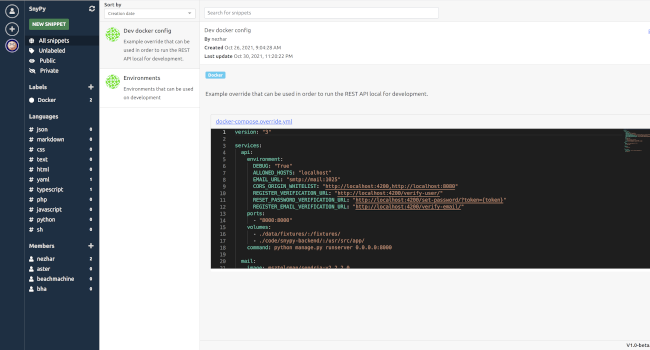 SnyPy
NEW SNIPPET
All snippets
Unlabeled
Public
Private
Labels
Docker 2
Languages
json 0
markdown 0
css 0
text 0
html 0
yaml 0
typescript 1
php 0
javascript 0
python 0
sh 0
Members
nezhar 2
aster 0
beachmachine 0
bha 0
Sort by
Creation date
Dev docker config
Example override that can be
used in order to run the REST
API local for development.
Environments
Environments that can be used
on development
Search for snippets
Dev docker config
By nezhar
Created Oct 26, 2021, 9:04:28 AM
Last update Oct 30, 2021, 11:20:22 PM
Docker
Example override that can be used in order to run the REST API local for development.
docker-compose.override.yml
1 version: "3"
2
3 services:
4 api:
5 environment:
6 DEBUG: "True"
7 ALLOWED_HOSTS: "localhost"
8 EMAIL_URL: "smtp://mail:1025"
9 CORS_ORIGIN_WHITELIST: "http://localhost:4200,http://localhost:8000"
10 REGISTER_VERIFICATION_URL: "http://localhost:4200/verify-user/"
11 RESET_PASSWORD_VERIFICATION_URL: "http://localhost:4200/set-password/?token={token}"
12 REGISTER_EMAIL_VERIFICATION_URL: "http://localhost:4200/verify-email/"
13 ports:
14 - "8000:8000"
15 volumes:
16 - ./data/fixtures/:/fixtures/
17 - ./code/snypy-backend/:/usr/src/app/
18 command: python manage.py runserver 0.0.0.0:8000
19
20 mail:
21 image:
V1.0-beta